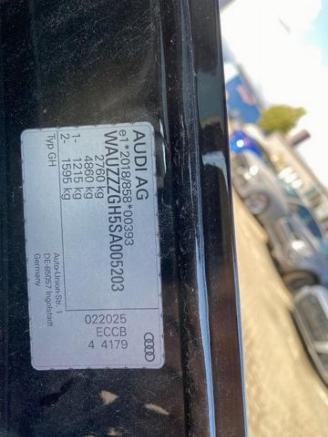 AUDI AG
e1*2018/858*00393
WAUZZZGH5SA005203
2760 kg
4860 kg
1- 1215 kg
2- 1595 kg
Typ GH
Auto-Union-Str. 1
DE-85057 Ingolstadt
Germany
022025
ECCB
4 4179